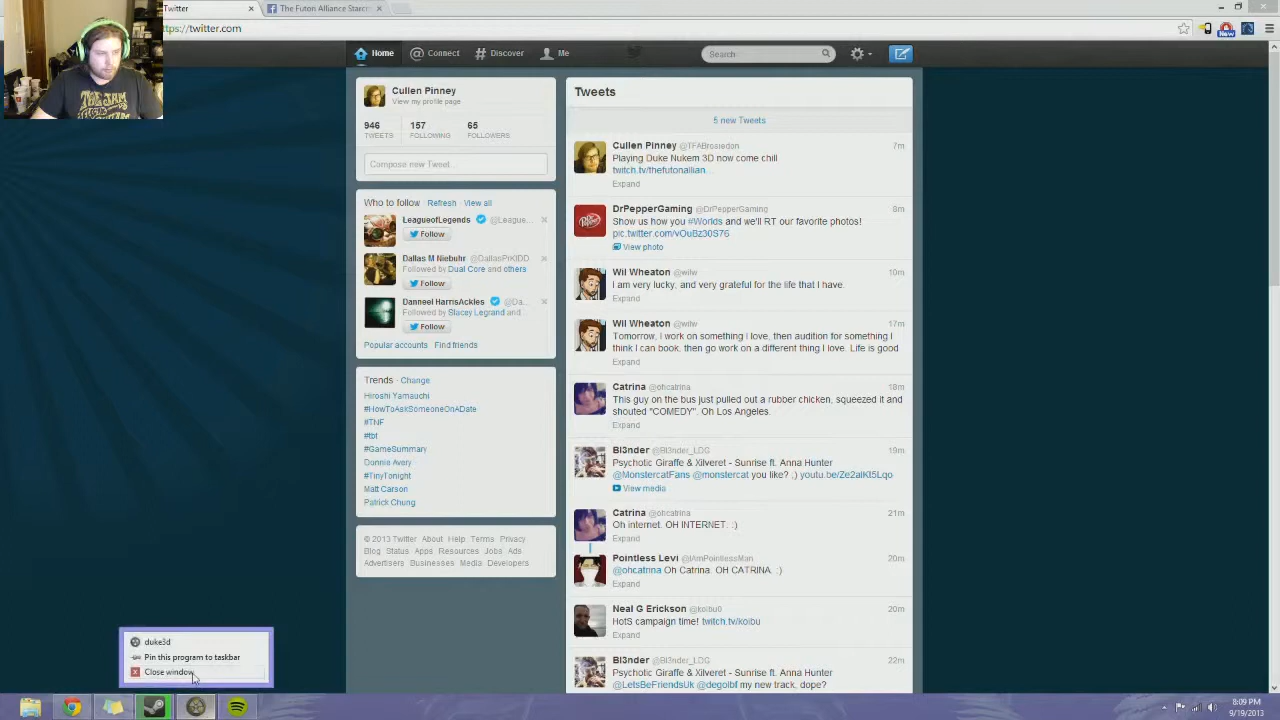 Twitter
The Futon Alliance Starc
https://twitter.com
New
Home
Connect
Discover
Me
Search
Cullen Pinney
View my profile page
946 TWEETS
157 FOLLOWING
65 FOLLOWERS
Compose new Tweet...
Who to follow · Refresh · View all
LeagueofLegends @League...
Follow
Dallas M Niebuhr @DallasPrKIDD
Followed by Dual Core and others
Follow
Danneel HarrisAckles @Da...
Followed by Stacey Legrand and...
Follow
Popular accounts · Find friends
Trends · Change
Hiroshi Yamauchi
#HowToAskSomeoneOnADate
#TNF
#tbt
#GameSummary
Donnie Avery
#TinyTonight
Matt Carson
Patrick Chung
© 2013 Twitter About Help Terms Privacy
Blog Status Apps Resources Jobs Ads
Advertisers Businesses Media Developers
Tweets
5 new Tweets
Cullen Pinney @TFABrosiedon 7m
Playing Duke Nukem 3D now come chill
twitch.tv/thefutonallian...
Expand
DrPepperGaming @DrPepperGaming 8m
Show us how you #Worlds and we'll RT our favorite photos!
pic.twitter.com/vOuBz30S76
View photo
Wil Wheaton @wilw 10m
I am very lucky, and very grateful for the life that I have.
Expand
Wil Wheaton @wilw 17m
Tomorrow, I work on something I love, then audition for something I
think I can book, then go work on a different thing I love. Life is good
Expand
Catrina @ohcatrina 18m
This guy on the bus just pulled out a rubber chicken, squeezed it and
shouted "COMEDY". Oh Los Angeles.
Expand
Bl3nder @Bl3nder_LDG 19m
Psychotic Giraffe & Xilveret - Sunrise ft. Anna Hunter
@MonstercatFans @monstercat you like? ;) youtu.be/Ze2alKI5Lqo
View media
Catrina @ohcatrina 21m
Oh internet. OH INTERNET. :)
Expand
Pointless Levi @IAmPointlessMan 20m
@ohcatrina Oh Catrina. OH CATRINA. :)
Expand
Neal G Erickson @koibu0 20m
HotS campaign time! twitch.tv/koibu
Expand
Bl3nder @Bl3nder_LDG 22m
Psychotic Giraffe & Xilveret - Sunrise ft. Anna Hunter
@LetsBeFriendsUk @degolbf my new track, dope?
duke3d
Pin this program to taskbar
Close window
8:09 PM
9/19/2013